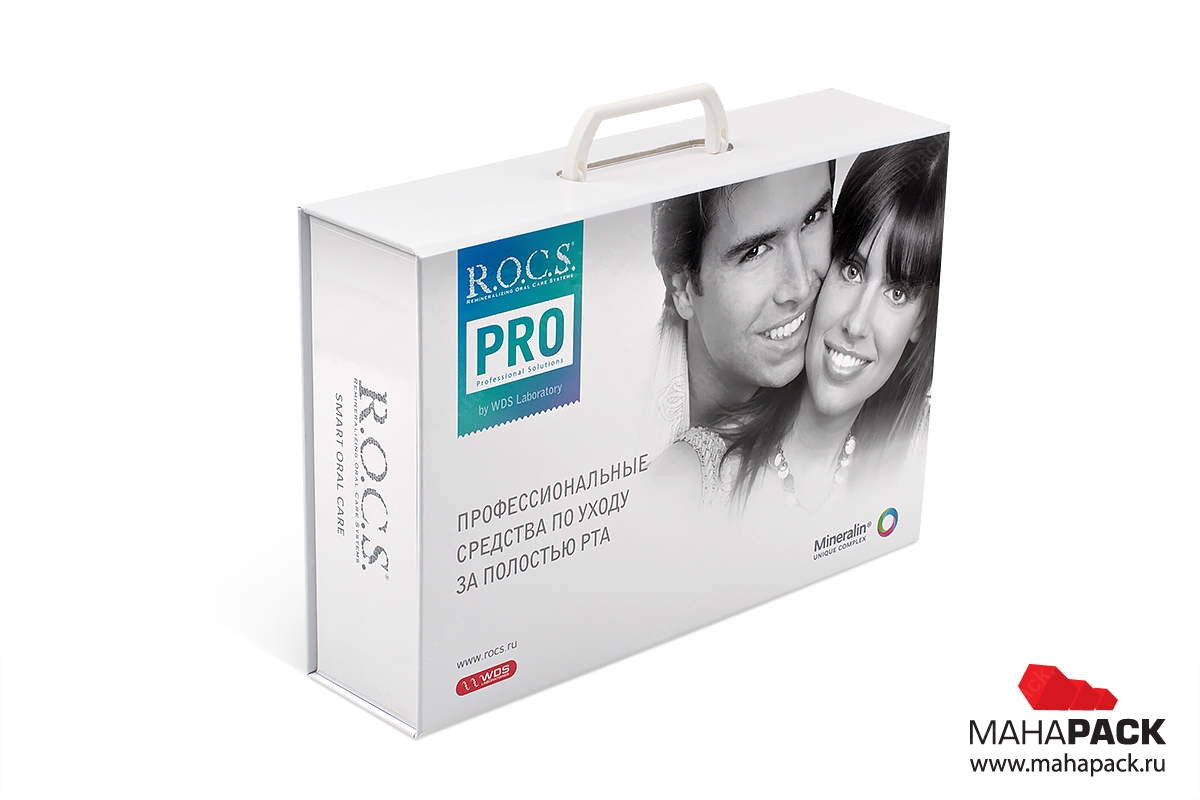 R.O.C.S.®
REMINERALIZING ORAL CARE SYSTEMS
PRO
Professional Solutions
by WDS Laboratory
R.O.C.S.®
REMINERALIZING ORAL CARE SYSTEMS
SMART ORAL CARE
ПРОФЕССИОНАЛЬНЫЕ
СРЕДСТВА ПО УХОДУ
ЗА ПОЛОСТЬЮ РТА
Mineralin®
UNIQUE COMPLEX
www.rocs.ru
WDS
LABORATORIES
MAHAPACK
www.mahapack.ru